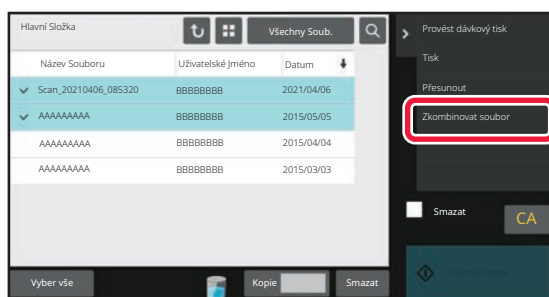 Hlavní Složka
Všechny Soub.
Název Souboru Uživatelské Jméno Datum
Scan_20210406_085320 BBBBBBBB 2021/04/06
AAAAAAAAA BBBBBBBB 2015/05/05
AAAAAAAAA BBBBBBBB 2015/04/04
AAAAAAAAA BBBBBBBB 2015/03/03
Vyber vše
Kopie
Smazat
Provést dávkový tisk
Tisk
Přesunout
Zkombinovat soubor
Smazat
CA